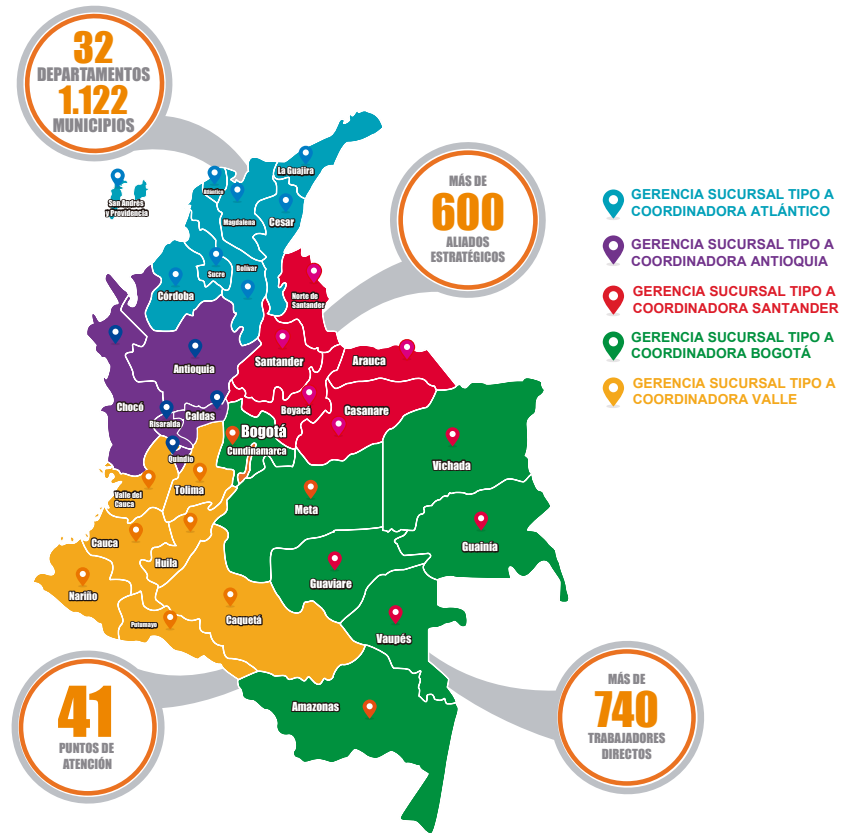 32
DEPARTAMENTOS
1.122
MUNICIPIOS
MÁS DE
600
ALIADOS
ESTRATÉGICOS
GERENCIA SUCURSAL TIPO A
COORDINADORA ATLÁNTICO
GERENCIA SUCURSAL TIPO A
COORDINADORA ANTIOQUIA
GERENCIA SUCURSAL TIPO A
COORDINADORA SANTANDER
GERENCIA SUCURSAL TIPO A
COORDINADORA BOGOTÁ
GERENCIA SUCURSAL TIPO A
COORDINADORA VALLE
La Guajira
Atlántico
San Andrés
y Providencia
Magdalena
Cesar
Sucre
Bolívar
Córdoba
Norte de
Santander
Antioquia
Santander
Arauca
Chocó
Caldas
Risaralda
Boyacá
Casanare
Bogotá
Cundinamarca
Quindío
Vichada
Tolima
Valle del
Cauca
Meta
Cauca
Huila
Guainía
Guaviare
Nariño
Caquetá
Putumayo
Vaupés
Amazonas
41
PUNTOS DE
ATENCIÓN
MÁS DE
740
TRABAJADORES
DIRECTOS